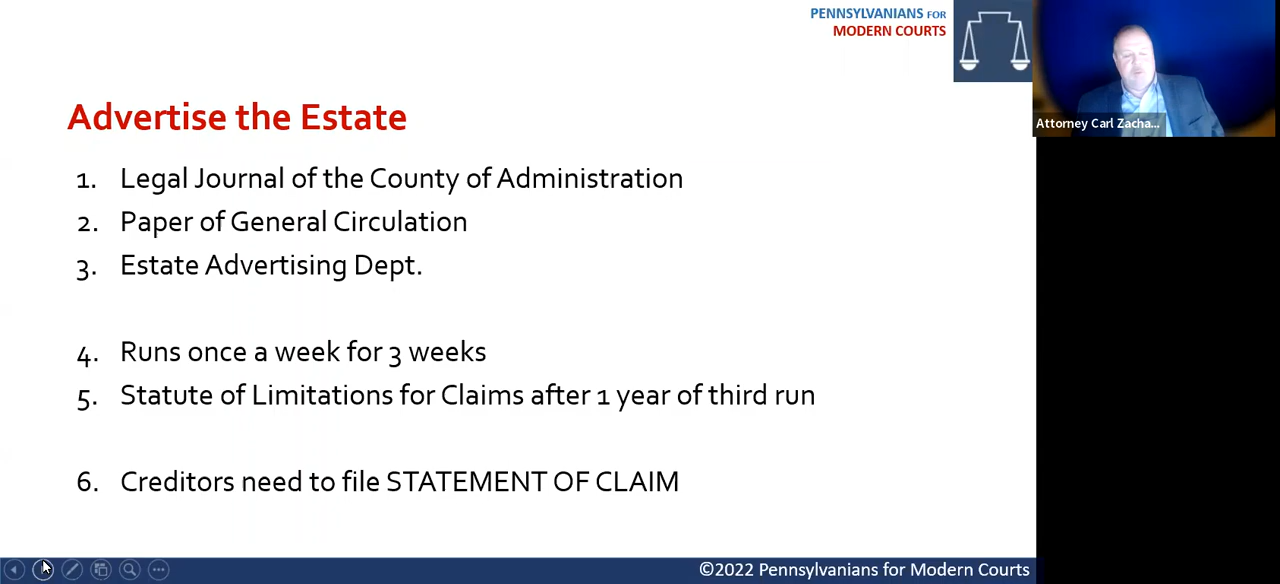 PENNSYLVANIANS FOR
MODERN COURTS
Attorney Carl Zacha...
Advertise the Estate
1. Legal Journal of the County of Administration
2. Paper of General Circulation
3. Estate Advertising Dept.
4. Runs once a week for 3 weeks
5. Statute of Limitations for Claims after 1 year of third run
6. Creditors need to file STATEMENT OF CLAIM
©2022 Pennsylvanians for Modern Courts